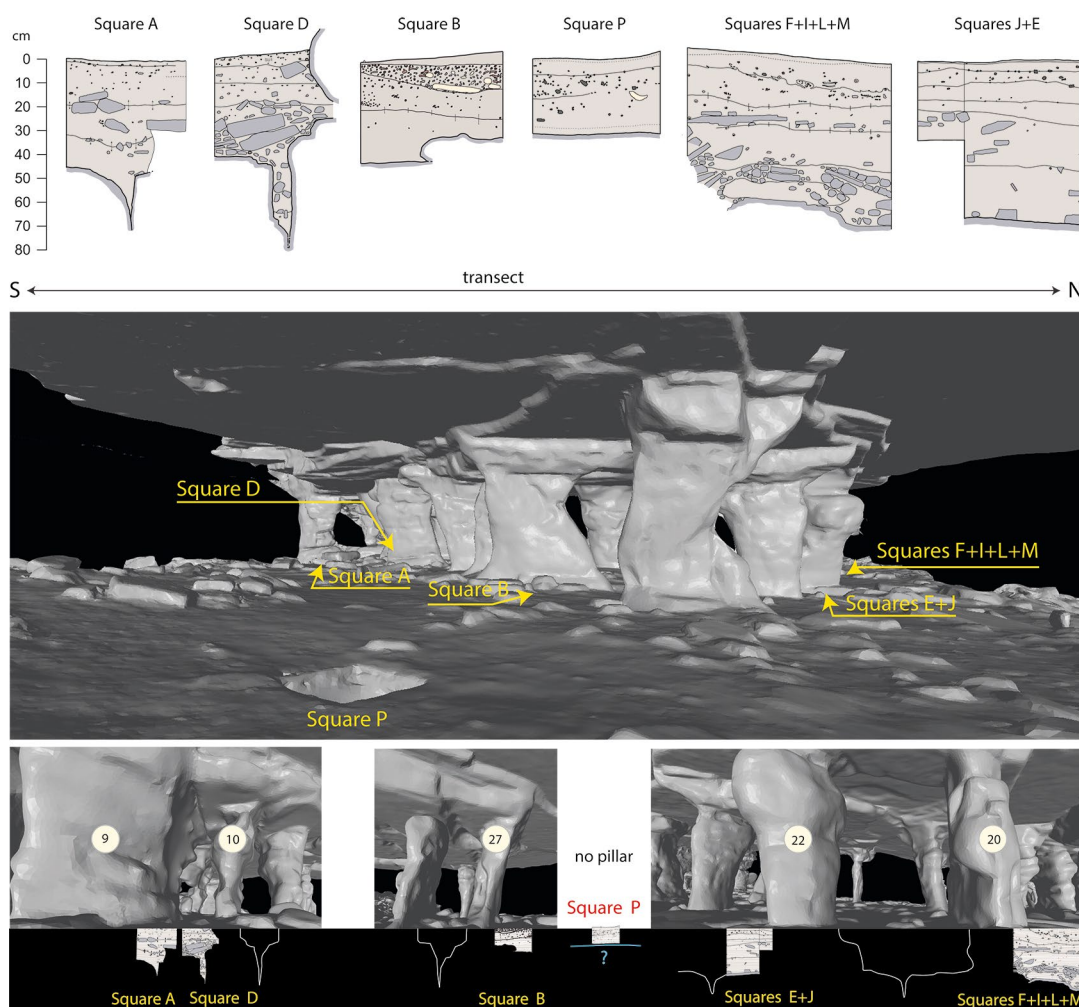 Square A
Square D
Square B
Square P
Squares F+I+L+M
Squares J+E
cm
0
10
20
30
40
50
60
70
80
S
transect
N
Square D
Square A
Square B
Squares F+I+L+M
Squares E+J
Square P
9
10
27
no pillar
22
20
Square P
?
Square A
Square D
Square B
Squares E+J
Squares F+I+L+M